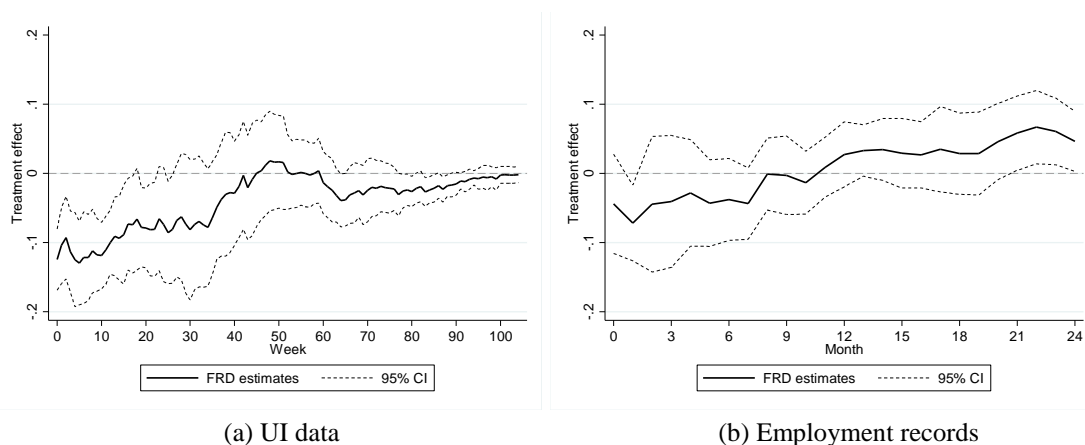 .2
.1
0
-.1
-.2
Treatment effect
0 10 20 30 40 50 60 70 80 90 100
Week
FRD estimates 95% CI
(a) UI data
.2
.1
0
-.1
-.2
Treatment effect
0 3 6 9 12 15 18 21 24
Month
FRD estimates 95% CI
(b) Employment records